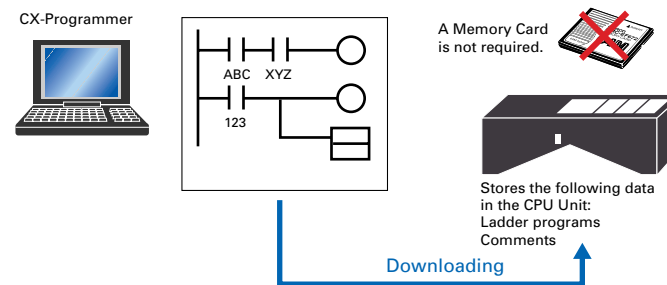 CX-Programmer
ABC XYZ
123
A Memory Card
is not required.
Stores the following data
in the CPU Unit:
Ladder programs
Comments
Downloading